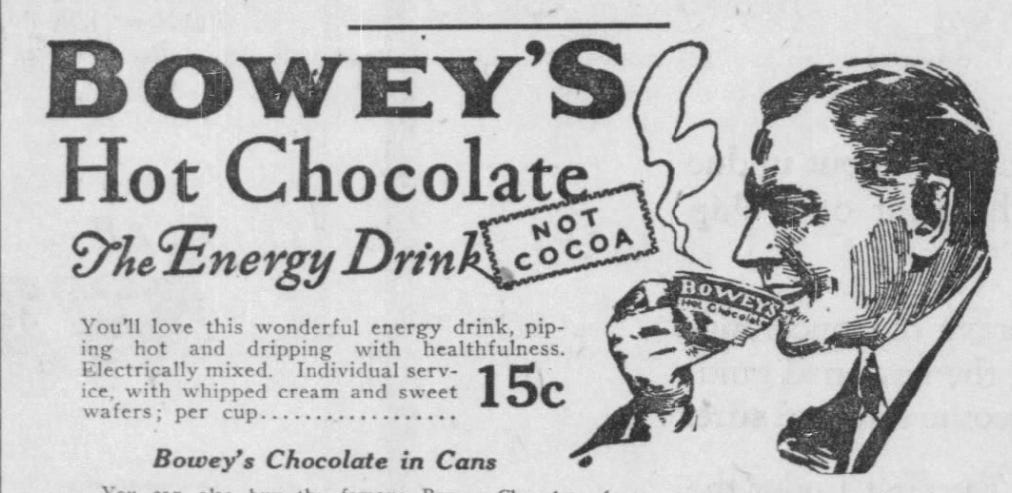 BOWEY'S
Hot Chocolate
The Energy Drink
NOT
COCOA
BOWEY'S
Hot Chocolate
You'll love this wonderful energy drink, pip-
ing hot and dripping with healthfulness.
Electrically mixed. Individual serv-
ice, with whipped cream and sweet
wafers; per cup..................
15c
Bowey's Chocolate in Cans